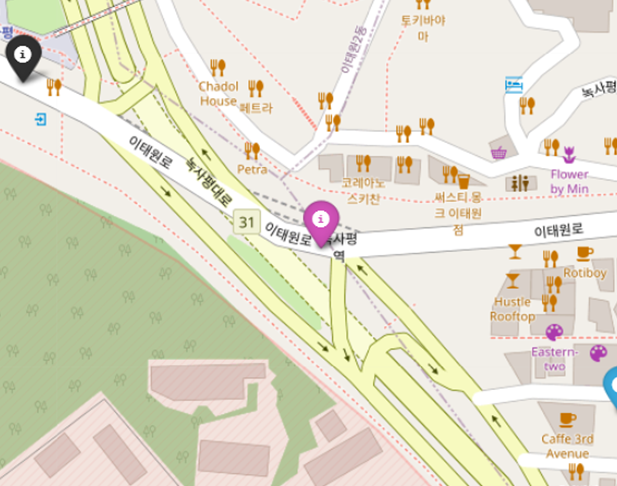 평
투키바야
마
이태원2동
Chadol
House
페트라
녹사평
이태원로
Petra
녹사평대로
코레아노
스키친
써스티 몽
크 이태원
점
Flower
by Min
31
이태원로
녹사평
역
이태원로
Rotiboy
Hustle
Rooftop
Eastern-
two
Caffe 3rd
Avenue